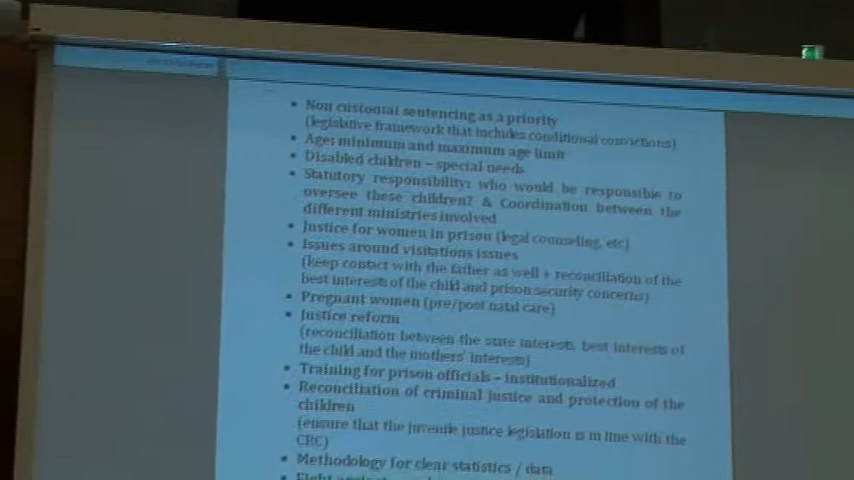 • Non custodial sentencing as a priority
(legislative framework that includes conditional convictions)
• Age: minimum and maximum age limit
• Disabled children – special needs
• Statutory responsibility: who would be responsible to
oversee these children? & Coordination between the
different ministries involved
• Justice for women in prison (legal counseling, etc)
• Issues around visitations issues
(keep contact with the father as well + reconciliation of the
best interests of the child and prison security concerns)
• Pregnant women (pre/post natal care)
• Justice reform
(reconciliation between the state interests, best interests of
the child and the mothers' interests)
• Training for prison officials – institutionalized
• Reconciliation of criminal justice and protection of the
children
(ensure that the juvenile justice legislation is in line with the
CRC)
• Methodology for clear statistics / data
• Fight